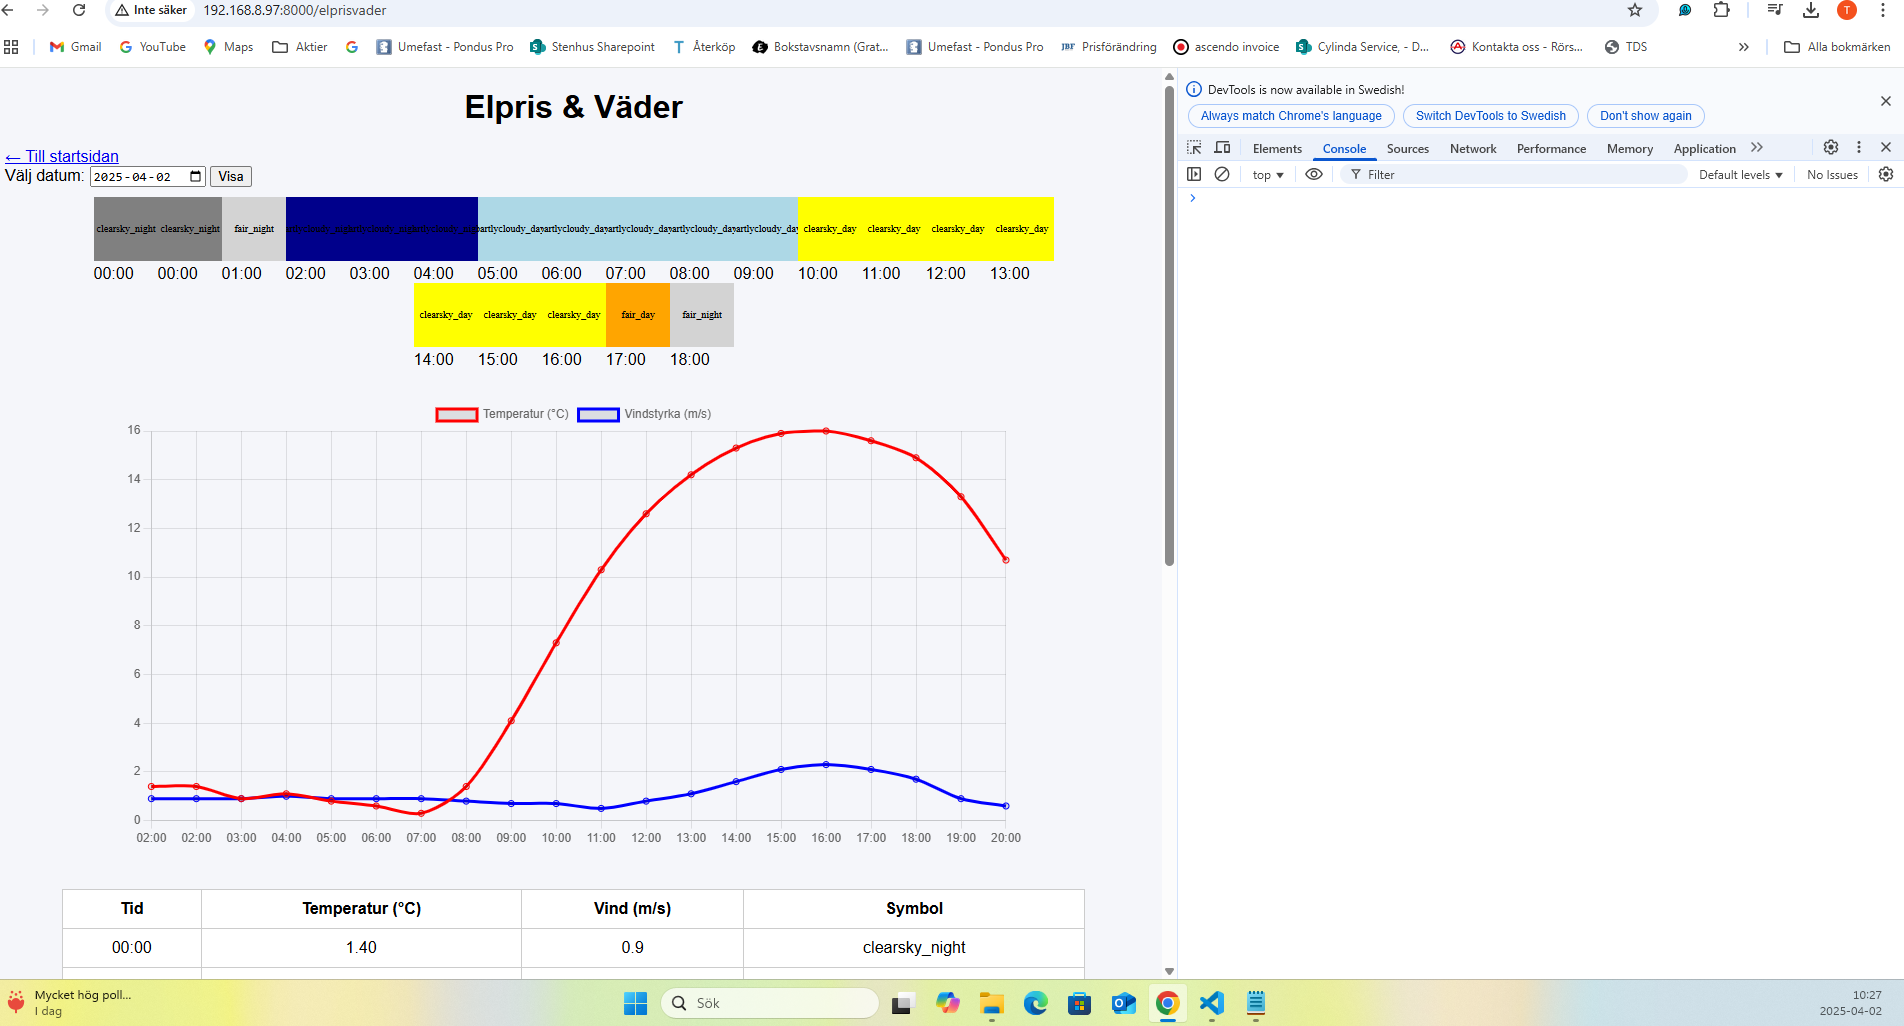 Inte säker
192.168.8.97:8000/elprisvader
T
Gmail
YouTube
Maps
Aktier
Umefast - Pondus Pro
Stenhus Sharepoint
Återköp
Bokstavsnamn (Grat...
Umefast - Pondus Pro
JBF
Prisförändring
ascendo invoice
Cylinda Service, - D...
Kontakta oss - Rörs...
TDS
»
Alla bokmärken
Elpris & Väder
← Till startsidan
Välj datum: 2025-04-02 Visa
clearsky_night clearsky_night fair_night artlycloudy_day artlycloudy_day artlycloudy_day artlycloudy_day clearsky_day clearsky_day clearsky_day clearsky_day
00:00 00:00 01:00 02:00 03:00 04:00 05:00 06:00 07:00 08:00 09:00 10:00 11:00 12:00 13:00
clearsky_day clearsky_day clearsky_day fair_day fair_night
14:00 15:00 16:00 17:00 18:00
Temperatur (°C) Vindstyrka (m/s)
16
14
12
10
8
6
4
2
0
02:00 02:00 03:00 04:00 05:00 06:00 07:00 08:00 09:00 10:00 11:00 12:00 13:00 14:00 15:00 16:00 17:00 18:00 19:00 20:00
Tid Temperatur (°C) Vind (m/s) Symbol
00:00 1.40 0.9 clearsky_night
DevTools is now available in Swedish!
Always match Chrome's language Switch DevTools to Swedish Don't show again
Elements Console Sources Network Performance Memory Application »
top Filter Default levels No Issues
Mycket hög poll...
I dag
Sök
10:27
2025-04-02